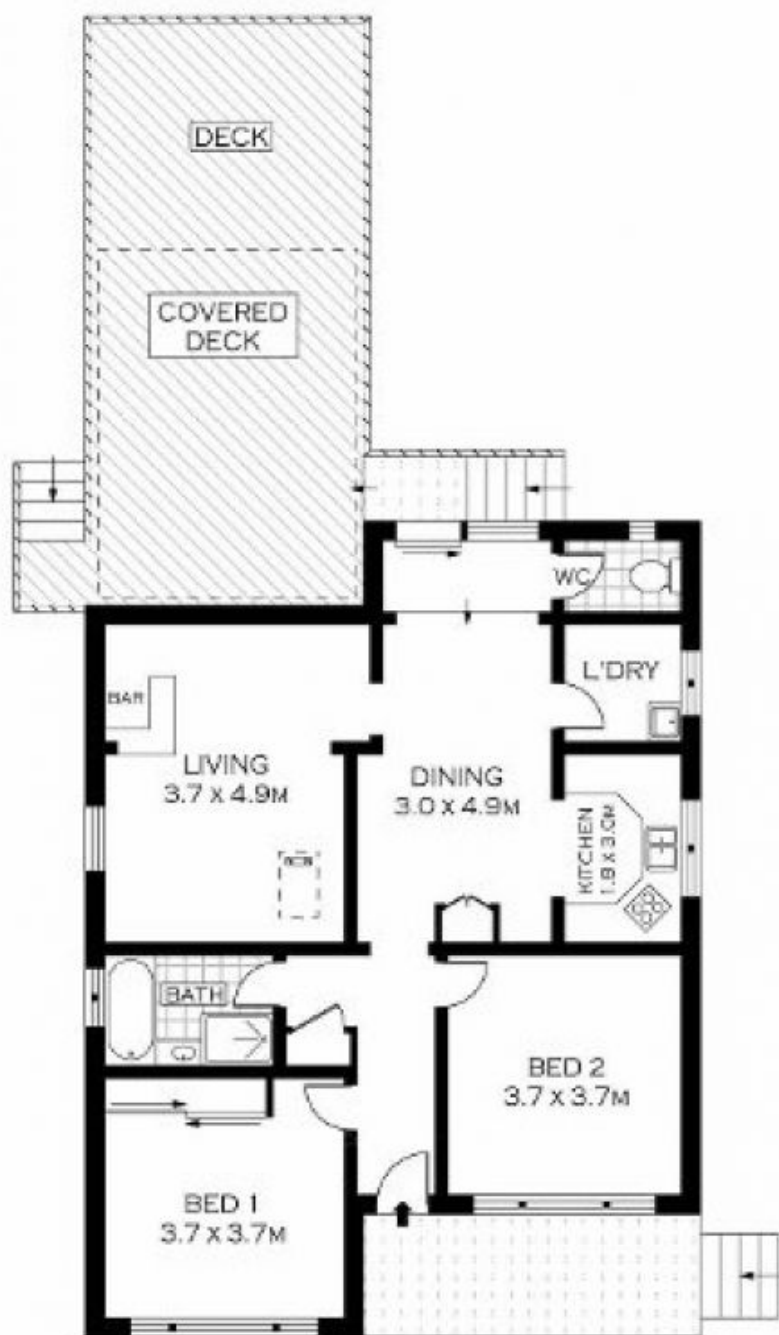 DECK
COVERED
DECK
WC
L'DRY
BAR
LIVING
3.7 X 4.9M
DINING
3.0 X 4.9M
KITCHEN
1.8 X 3.0M
BATH
BED 2
3.7 X 3.7M
BED 1
3.7 X 3.7M